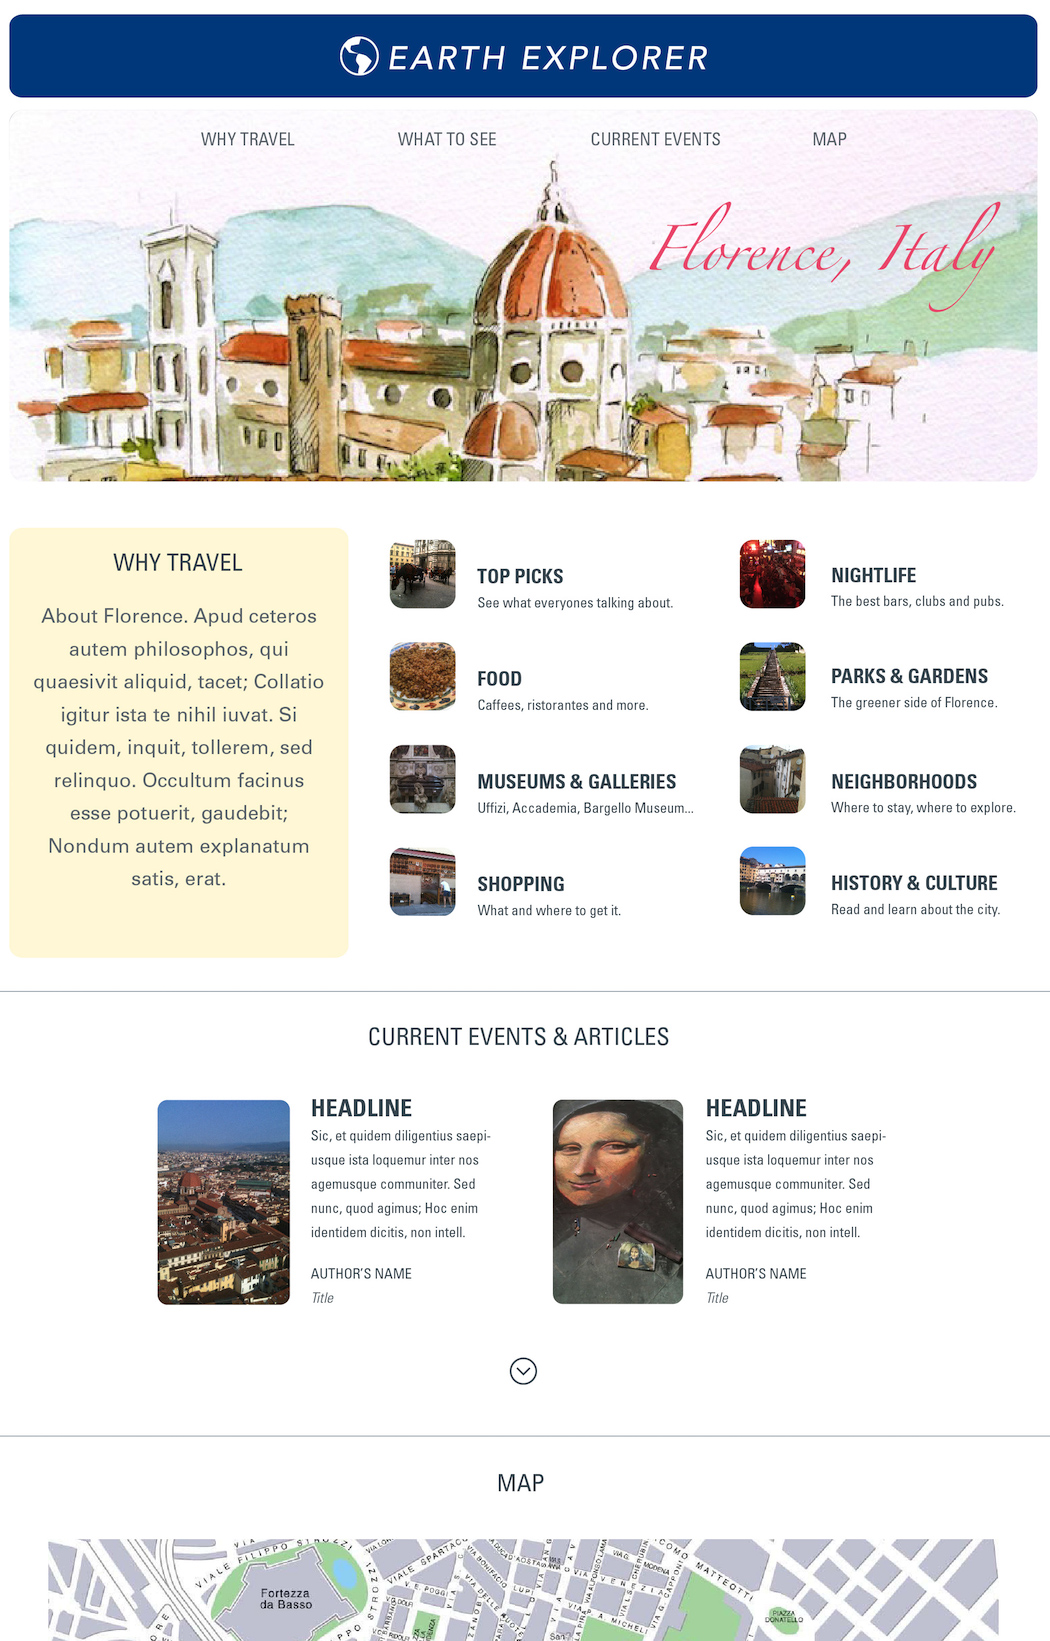 EARTH EXPLORER
WHY TRAVEL
WHAT TO SEE
CURRENT EVENTS
MAP
Florence, Italy
WHY TRAVEL
About Florence. Apud ceteros
autem philosophos, qui
quaesivit aliquid, tacet; Collatio
igitur ista te nihil iuvat. Si
quidem, inquit, tollerem, sed
relinquo. Occultum facinus
esse potuerit, gaudebit;
Nondum autem explanatum
satis, erat.
TOP PICKS
See what everyones talking about.
FOOD
Caffees, ristorantes and more.
MUSEUMS & GALLERIES
Uffizi, Accademia, Bargello Museum...
SHOPPING
What and where to get it.
NIGHTLIFE
The best bars, clubs and pubs.
PARKS & GARDENS
The greener side of Florence.
NEIGHBORHOODS
Where to stay, where to explore.
HISTORY & CULTURE
Read and learn about the city.
CURRENT EVENTS & ARTICLES
HEADLINE
Sic, et quidem diligentius saepi-
usque ista loquemur inter nos
agemusque communiter. Sed
nunc, quod agimus; Hoc enim
identidem dicitis, non intell.
AUTHOR'S NAME
Title
HEADLINE
Sic, et quidem diligentius saepi-
usque ista loquemur inter nos
agemusque communiter. Sed
nunc, quod agimus; Hoc enim
identidem dicitis, non intell.
AUTHOR'S NAME
Title
MAP
VIALE FILIPPO STROZZI
VIALE SPARTACO
MATTEOTTI
Fortezza
da Basso
PIAZZA
DONATELLO